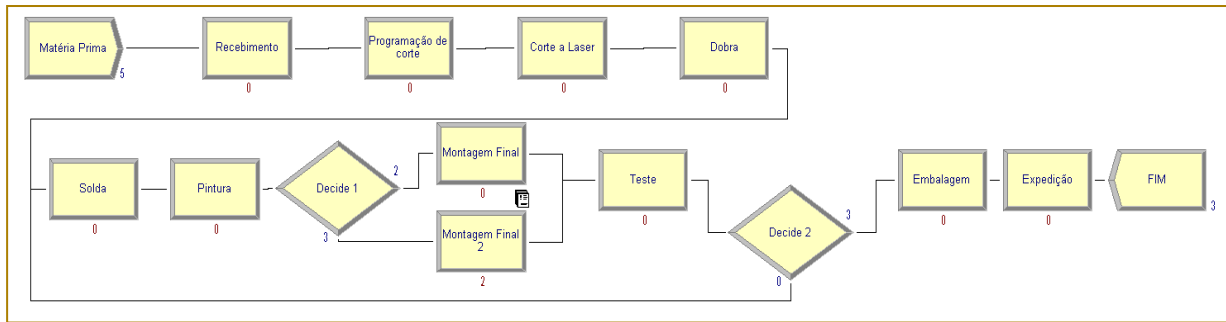 Matéria Prima
5
Recebimento
0
Programação de
corte
0
Corte a Laser
0
Dobra
0
Solda
0
Pintura
0
Decide 1
2
3
Montagem Final
0
Montagem Final
2
2
Teste
0
Decide 2
3
0
Embalagem
0
Expedição
0
FIM
3